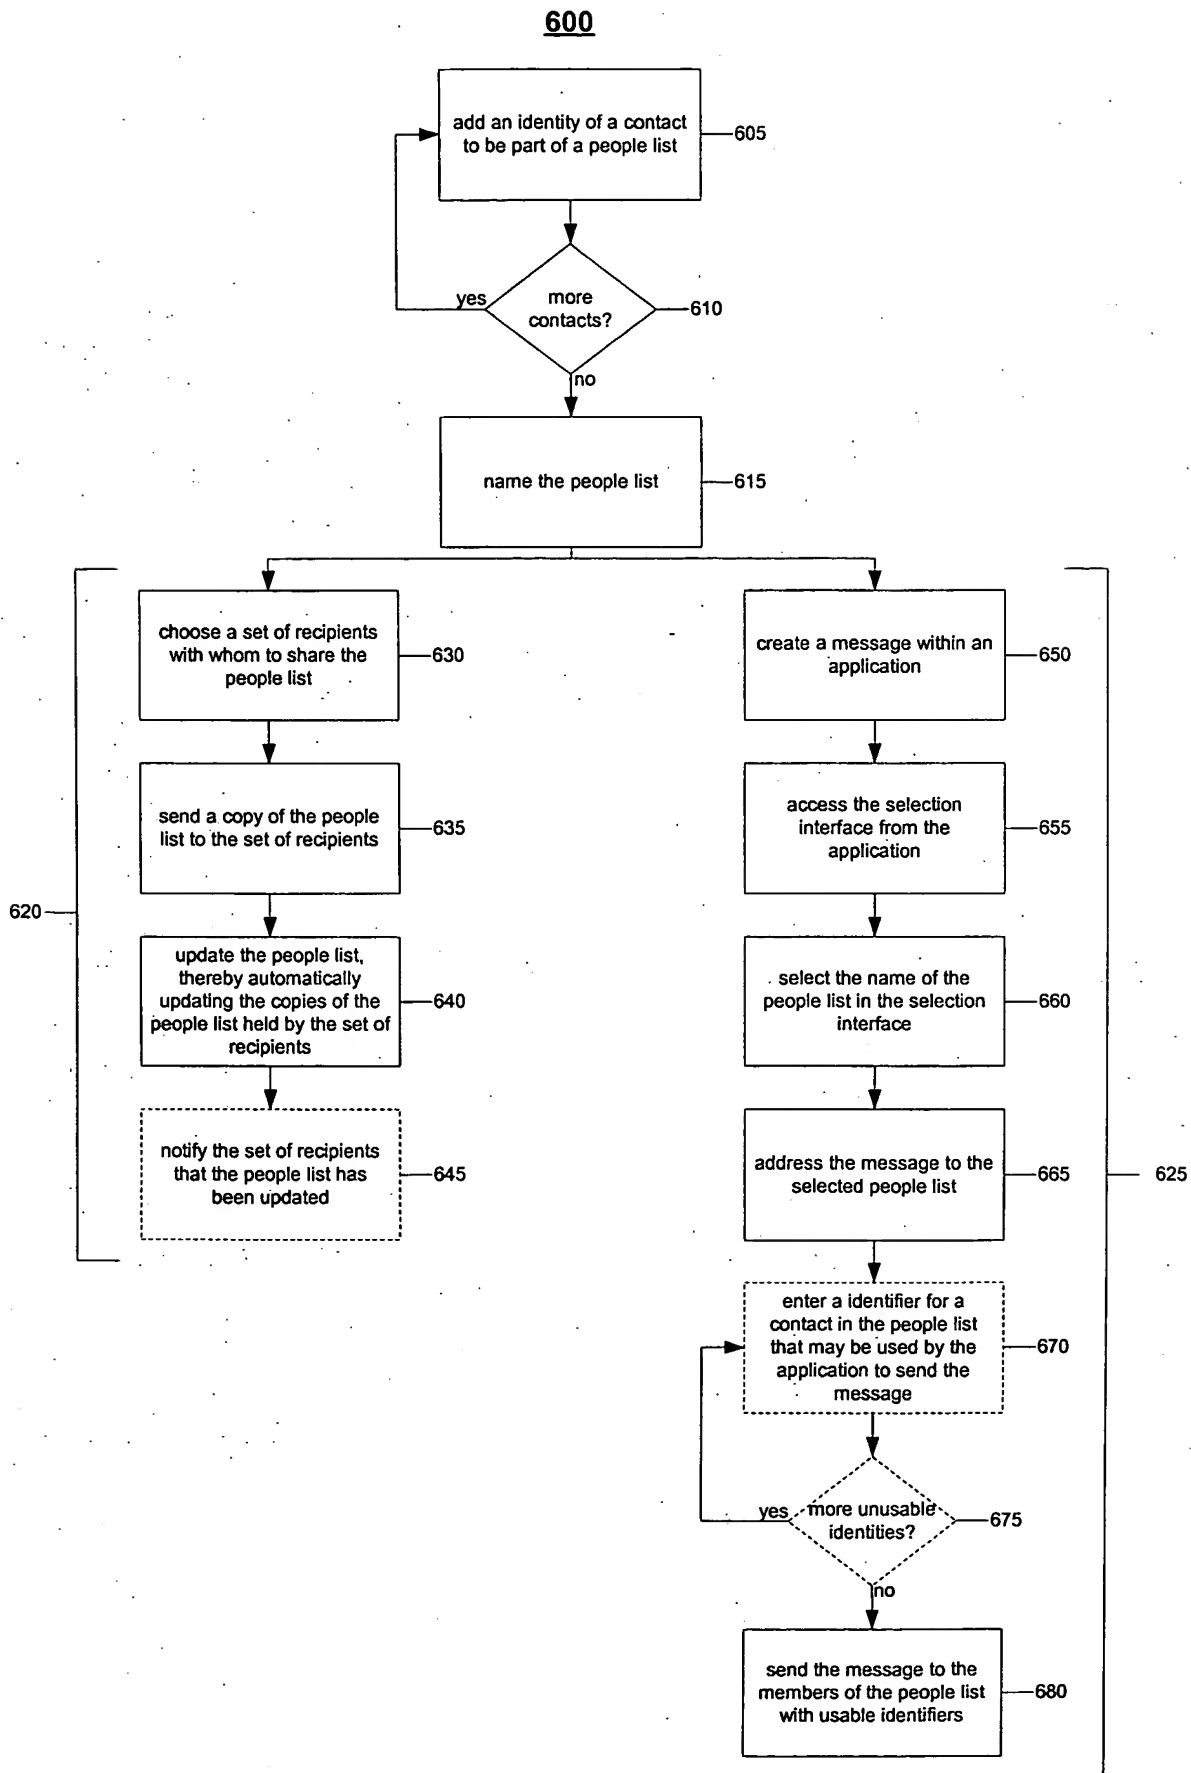 600
add an identity of a contact
to be part of a people list
605
yes
more
contacts?
610
no
name the people list
615
620
choose a set of recipients
with whom to share the
people list
630
send a copy of the people
list to the set of recipients
635
update the people list,
thereby automatically
updating the copies of the
people list held by the set of
recipients
640
notify the set of recipients
that the people list has
been updated
645
create a message within an
application
650
access the selection
interface from the
application
655
select the name of the
people list in the selection
interface
660
address the message to the
selected people list
665
625
enter a identifier for a
contact in the people list
that may be used by the
application to send the
message
670
yes
more unusable
identities?
675
no
send the message to the
members of the people list
with usable identifiers
680